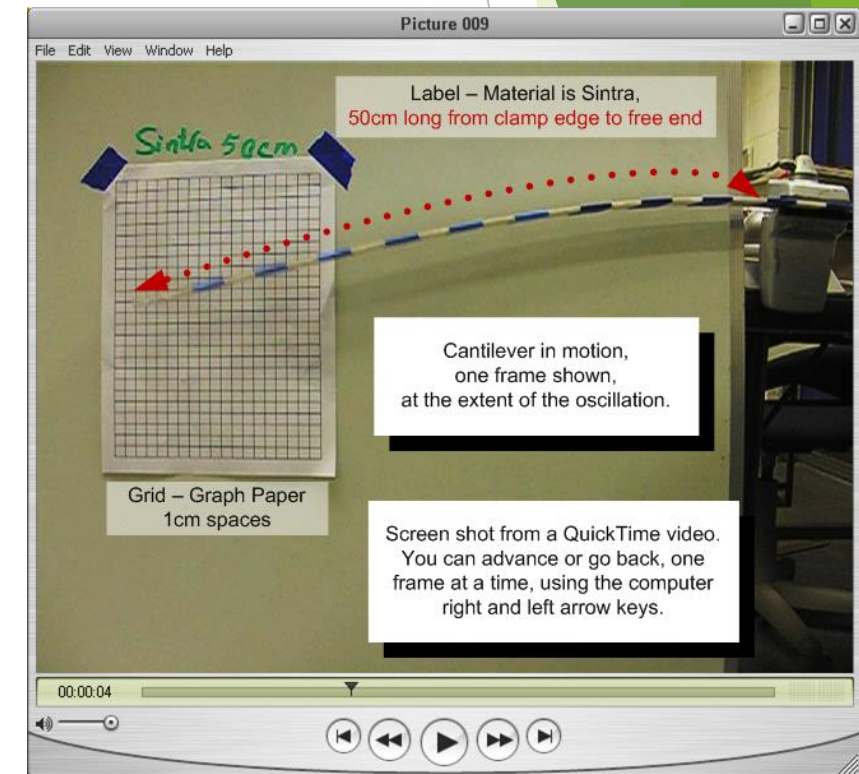 Picture 009
File Edit View Window Help
Label – Material is Sintra,
50cm long from clamp edge to free end
Sintra 50cm
Cantilever in motion,
one frame shown,
at the extent of the oscillation.
Grid – Graph Paper
1cm spaces
Screen shot from a QuickTime video.
You can advance or go back, one
frame at a time, using the computer
right and left arrow keys.
00:00:04